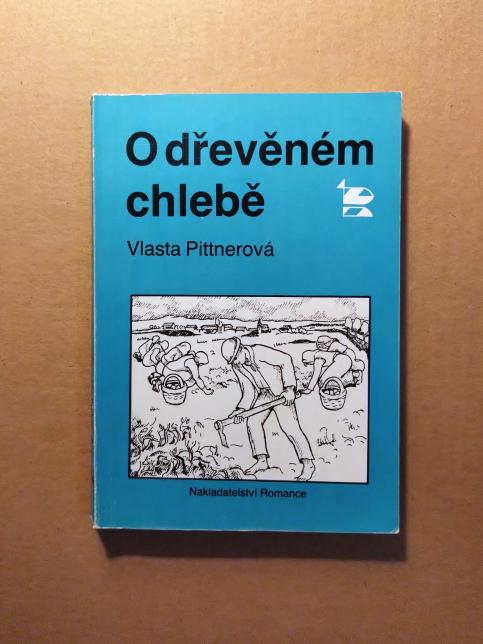 O dřevěném
chlebě
Vlasta Pittnerová
Nakladatelství Romance